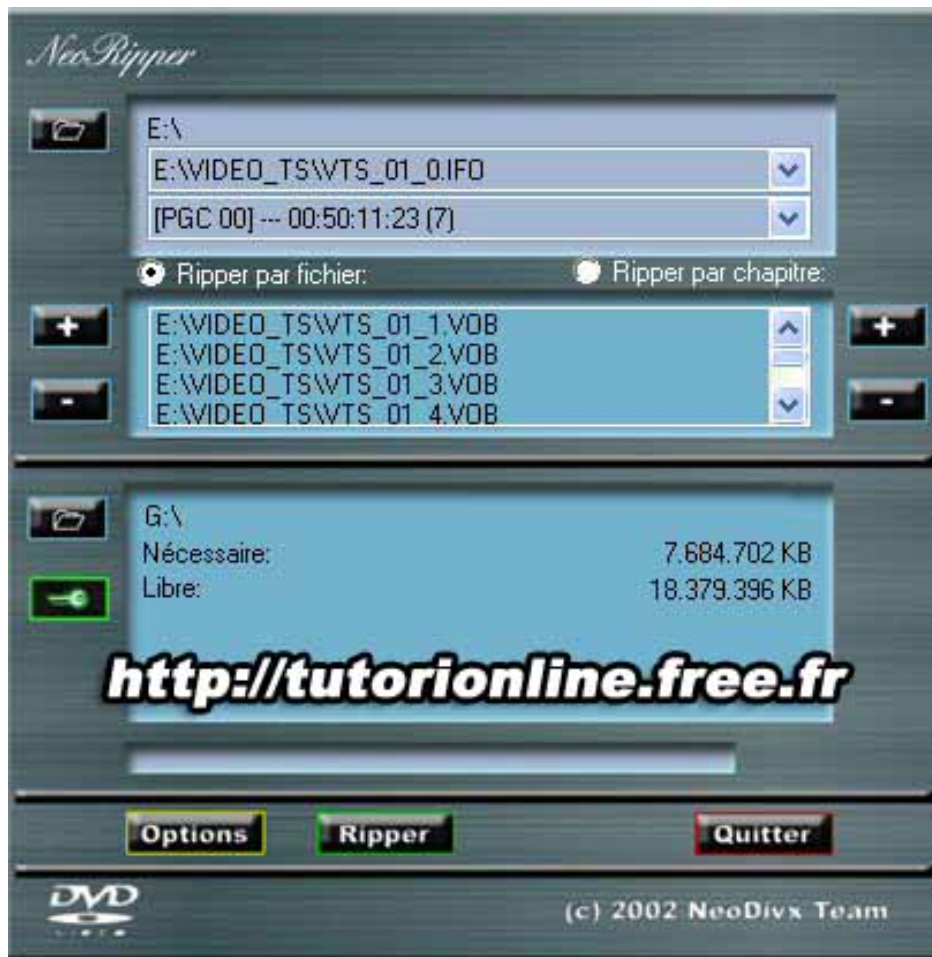 NeoRipper
E:\
E:\VIDEO_TS\VTS_01_0.IFO
[PGC 00] --- 00:50:11:23 (7)
Ripper par fichier:
Ripper par chapitre:
+
+
E:\VIDEO_TS\VTS_01_1.VOB
E:\VIDEO_TS\VTS_01_2.VOB
E:\VIDEO_TS\VTS_01_3.VOB
E:\VIDEO_TS\VTS_01_4.VOB
-
-
G:\
Nécessaire: 7.684.702 KB
Libre: 18.379.396 KB
http://tutorionline.free.fr
Options Ripper Quitter
DVD
VIDEO
(c) 2002 NeoDivx Team